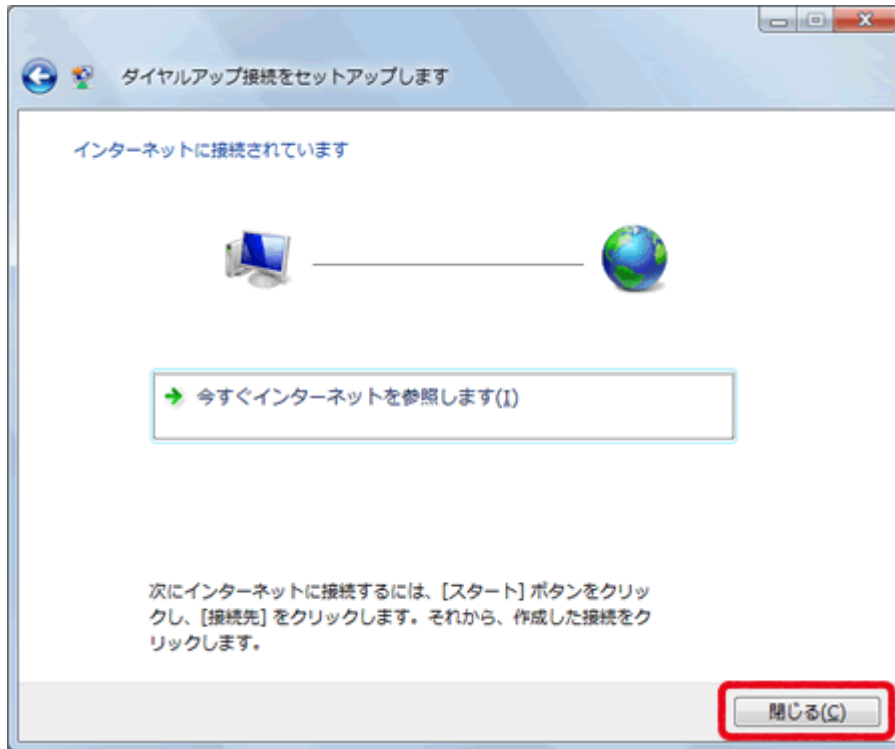 ダイヤルアップ接続をセットアップします
インターネットに接続されています
今すぐインターネットを参照します(I)
次にインターネットに接続するには、[スタート] ボタンをクリッ
クし、[接続先] をクリックします。それから、作成した接続をク
リックします。
閉じる(C)